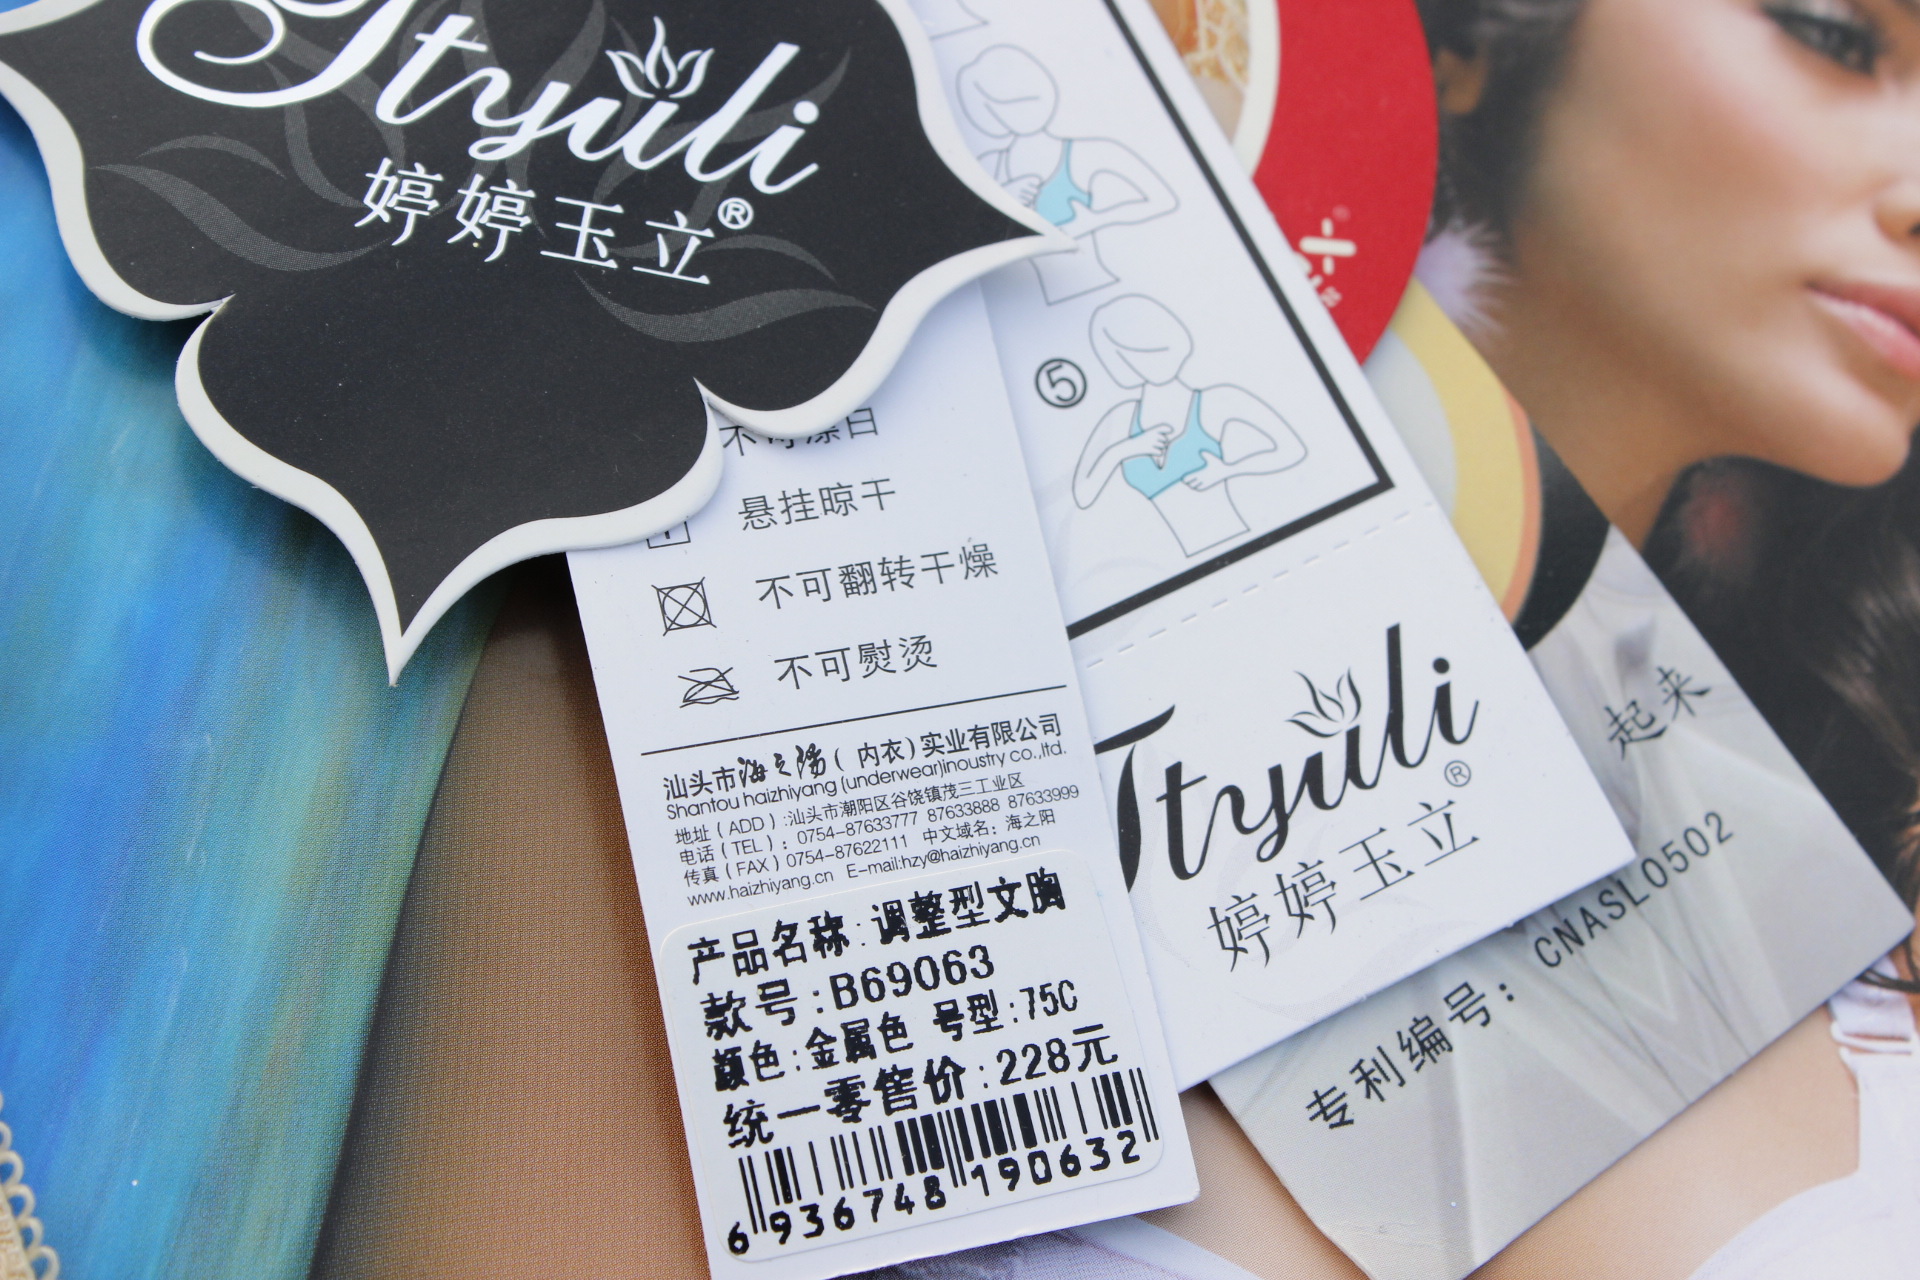 Ttyuli
婷婷玉立®
⑤
不可漂白
悬挂晾干
不可翻转干燥
不可熨烫
汕头市海之阳(内衣)实业有限公司
Shantou haizhiyang(underwear)inoustry co.,ltd.
地址(ADD):汕头市潮阳区谷饶镇茂三工业区
电话(TEL): 0754-87633777 87633888 87633999
传真(FAX)0754-87622111 中文域名: 海之阳
www.haizhiyang.cn E-mail:hzy@haizhiyang.cn
产品名称:调整型文胸
款号:B69063
颜色:金属色 号型:75C
统一零售价:228元
6936748190632
Ttyuli®
婷婷玉立
起来
专利编号: CNASL0502